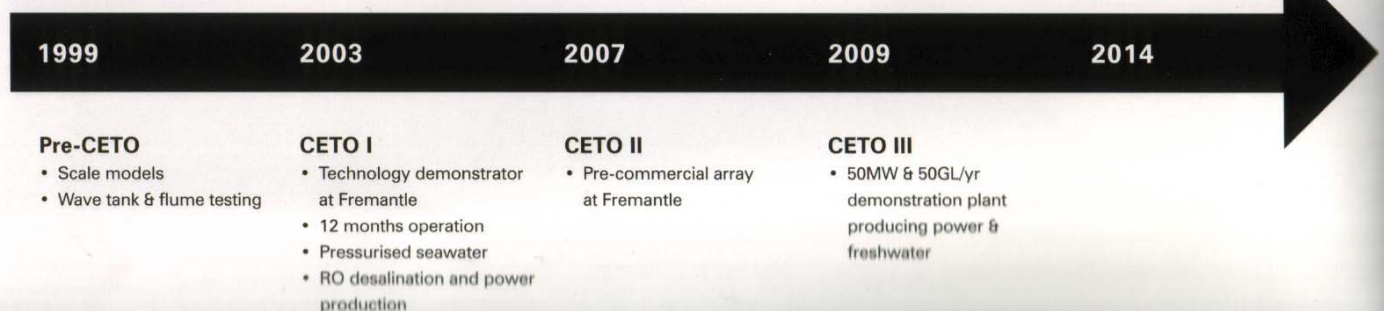 1999 2003 2007 2009 2014
Pre-CETO
• Scale models
• Wave tank & flume testing
CETO I
• Technology demonstrator
at Fremantle
• 12 months operation
• Pressurised seawater
• RO desalination and power
production
CETO II
• Pre-commercial array
at Fremantle
CETO III
• 50MW & 50GL/yr
demonstration plant
producing power &
freshwater